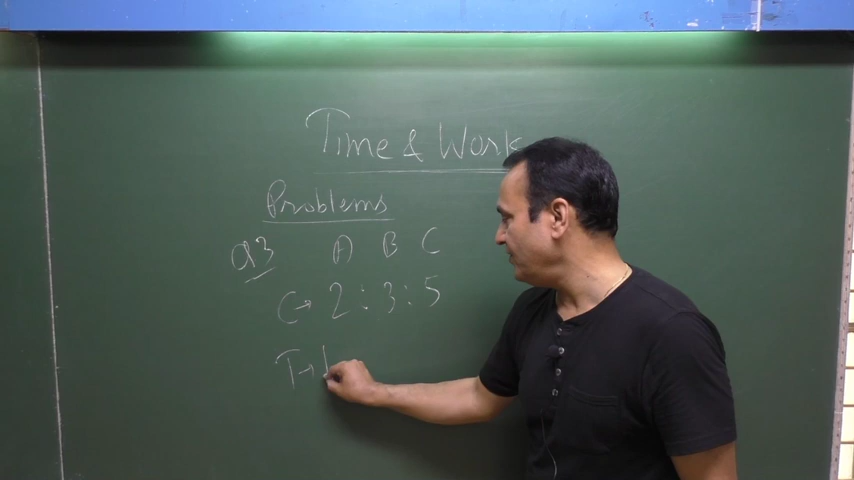 Time & Work
Problems
Q3 A B C
C → 2 : 3 : 5
T →